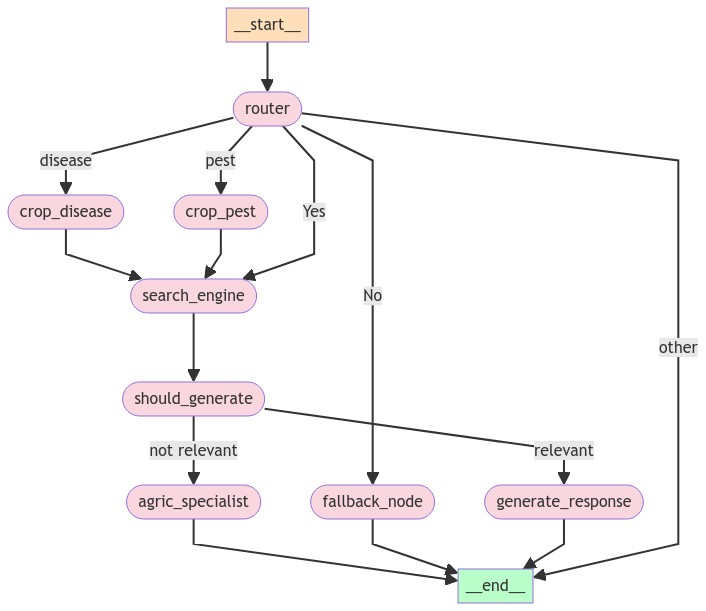 __start__
router
disease
pest
crop_disease
crop_pest
Yes
search_engine
No
other
should_generate
not relevant
relevant
agric_specialist
fallback_node
generate_response
__end__